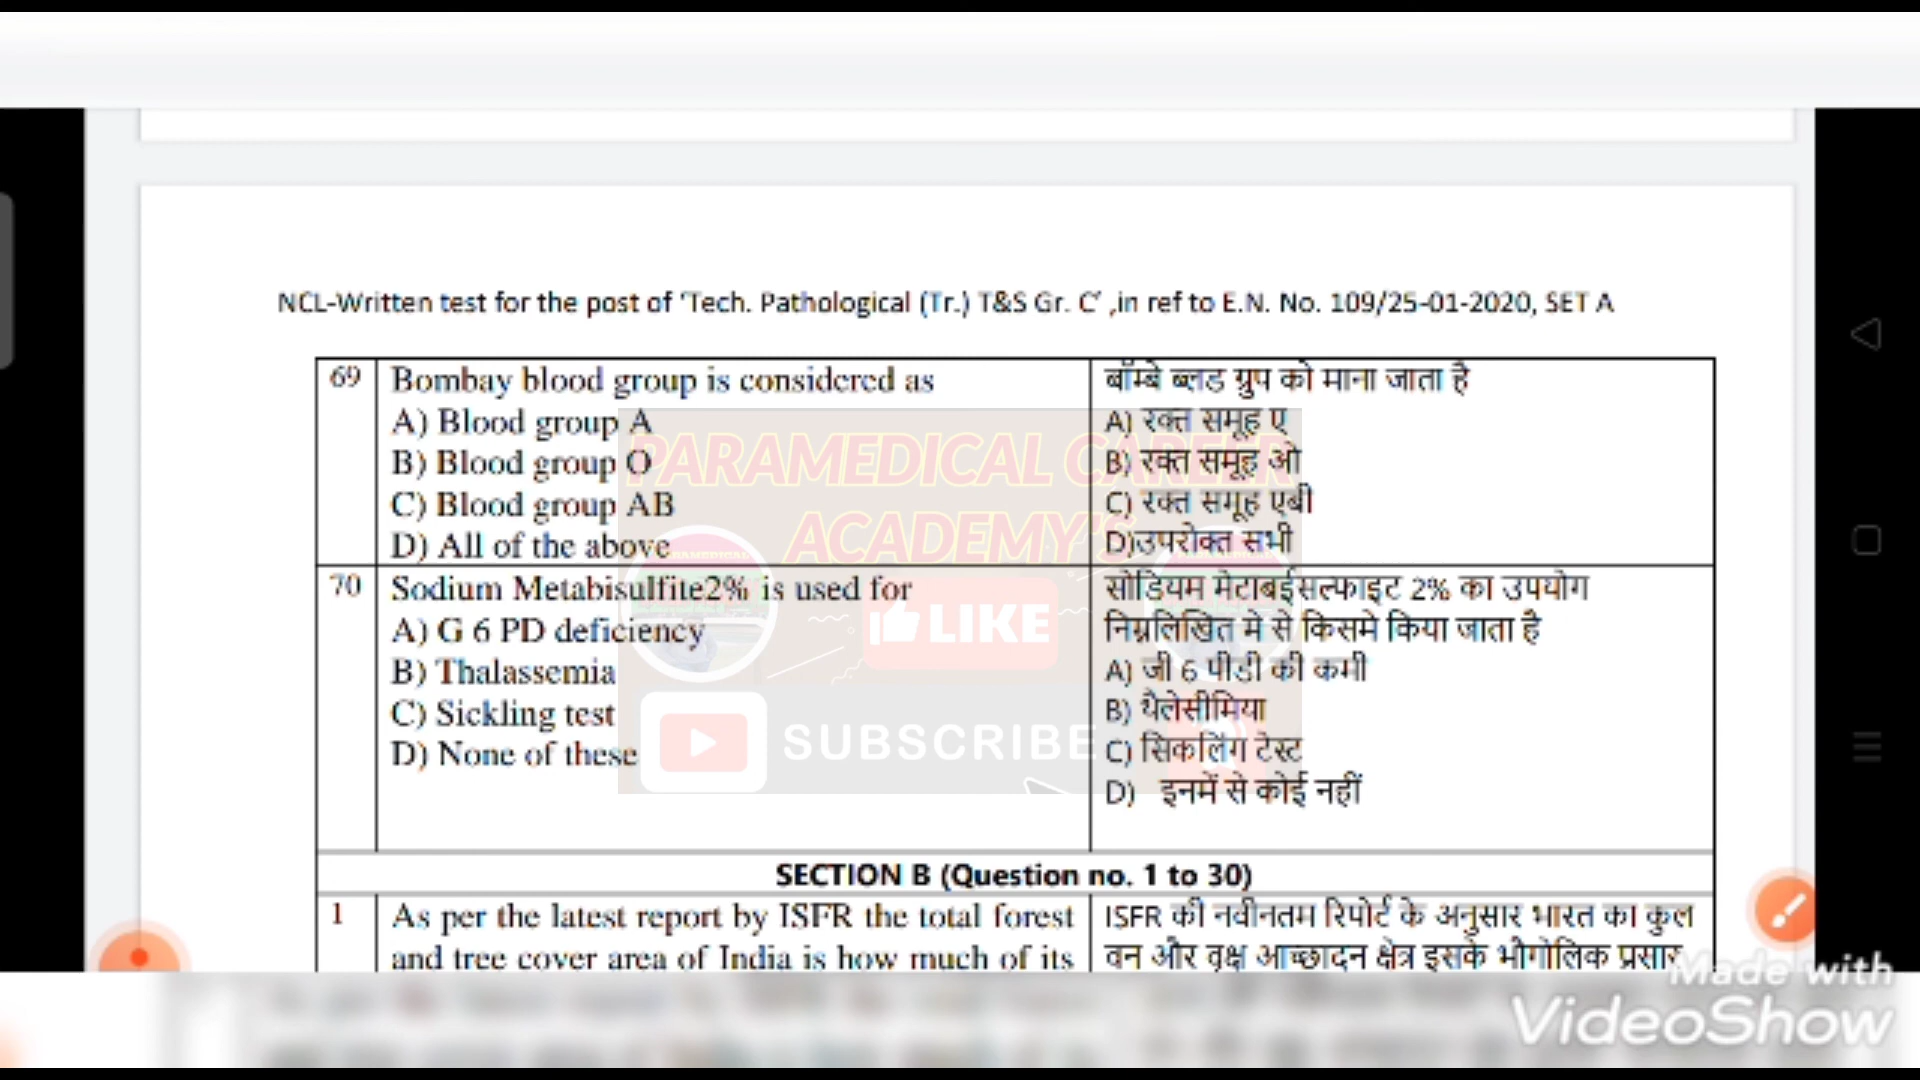 NCL-Written test for the post of 'Tech. Pathological (Tr.) T&S Gr. C' ,in ref to E.N. No. 109/25-01-2020, SET A
69
Bombay blood group is considered as
A) Blood group A
B) Blood group O
C) Blood group AB
D) All of the above
बॉम्बे ब्लड ग्रुप को माना जाता है
A) रक्त समूह ए
B) रक्त समूह ओ
C) रक्त समूह एबी
D)उपरोक्त सभी
70
Sodium Metabisulfite2% is used for
A) G 6 PD deficiency
B) Thalassemia
C) Sickling test
D) None of these
सोडियम मेटाबईसल्फाइट 2% का उपयोग
निम्नलिखित मे से किसमे किया जाता है
A) जी 6 पीडी की कमी
B) थैलेसीमिया
C) सिकलिंग टेस्ट
D) इनमें से कोई नहीं
SECTION B (Question no. 1 to 30)
1
As per the latest report by ISFR the total forest
and tree cover area of India is how much of its
ISFR की नवीनतम रिपोर्ट के अनुसार भारत का कुल
वन और वृक्ष आच्छादन क्षेत्र इसके भौगोलिक प्रसार
PARAMEDICAL CAREER
ACADEMY'S
LIKE
SUBSCRIBE
Made with
VideoShow